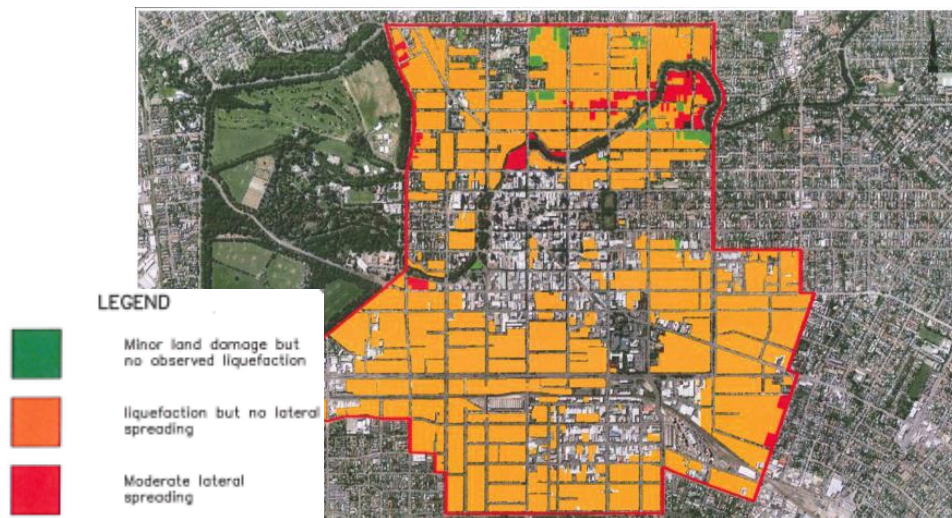 LEGEND
Minor land damage but
no observed liquefaction
liquefaction but no lateral
spreading
Moderate lateral
spreading